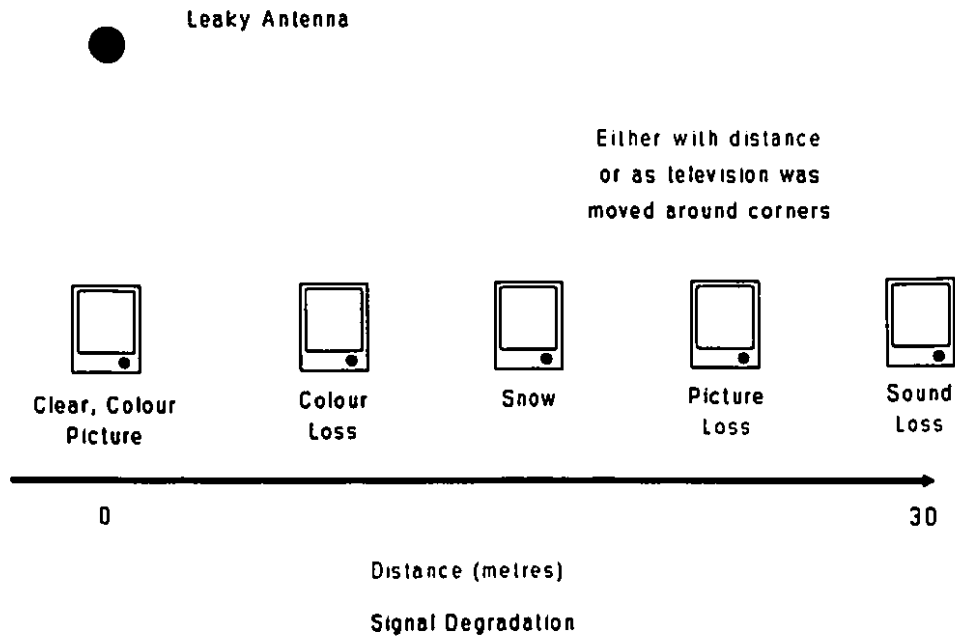 Leaky Antenna
Either with distance
or as television was
moved around corners
Clear, Colour
Picture
Colour
Loss
Snow
Picture
Loss
Sound
Loss
0
30
Distance (metres)
Signal Degradation